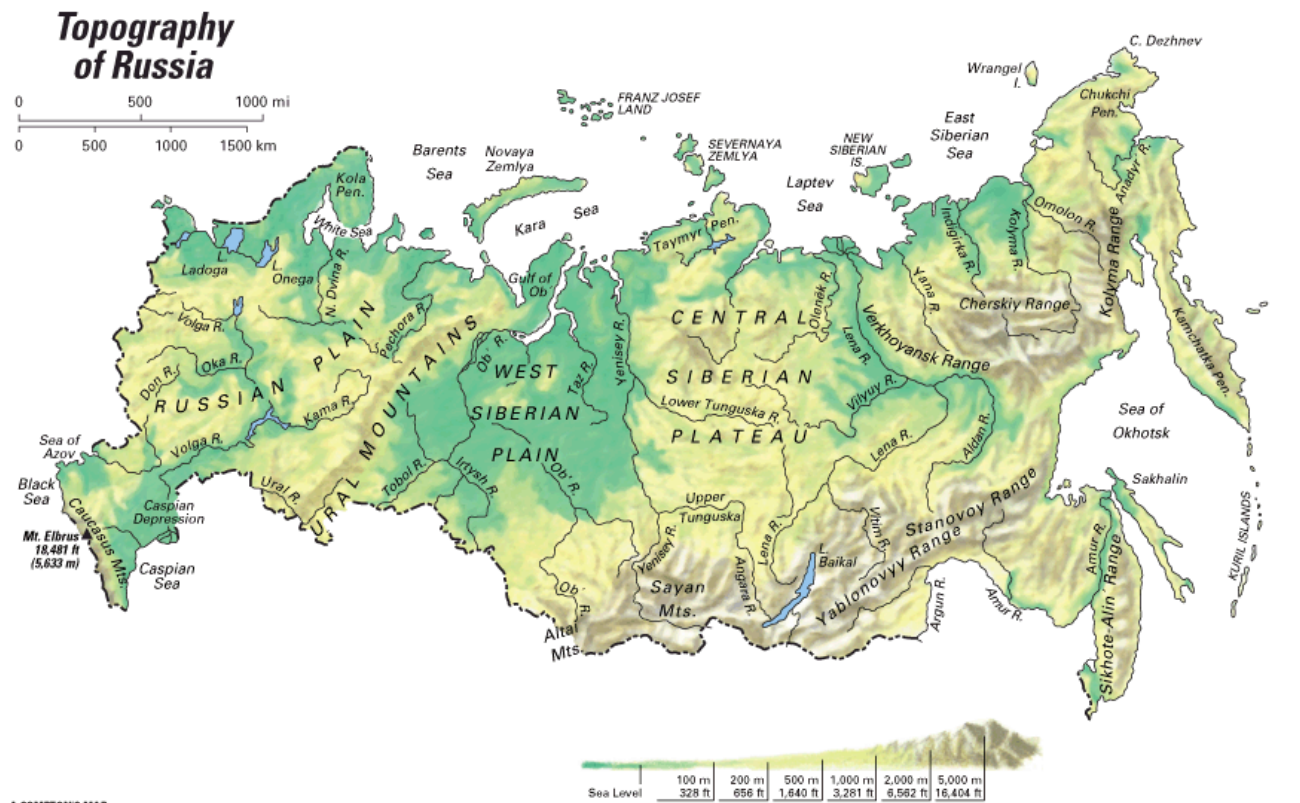 Topography
of Russia
0 500 1000 mi
0 500 1000 1500 km
C. Dezhnev
Wrangel
I.
Chukchi
Pen.
FRANZ JOSEF
LAND
East
Siberian
Sea
Barents
Sea
Novaya
Zemlya
SEVERNAYA
ZEMLYA
NEW
SIBERIAN
IS.
Laptev
Sea
Kola
Pen.
White Sea
Kara Sea
Taymyr Pen.
Anadyr R.
Omolon R.
Kolyma R.
Indigirka R.
Kolyma Range
L.
Ladoga
L.
Onega
N. Dvina R.
Gulf of
Ob
Yana R.
Cherskiy Range
Olenëk R.
Verkhoyansk Range
Lena R.
Kamchatka Pen.
Volga R.
Pechora R.
Oka R.
Don R.
RUSSIAN PLAIN
Kama R.
URAL MOUNTAINS
Ob' R.
Taz R.
Yenisey R.
WEST
SIBERIAN
PLAIN
CENTRAL
SIBERIAN
PLATEAU
Lower Tunguska R.
Vilyuy R.
Lena R.
Aldan R.
Sea of
Okhotsk
Sea of
Azov
Volga R.
Black
Sea
Ural R.
Tobol R.
Irtysh R.
Ob' R.
Sakhalin
Caspian
Depression
Caucasus Mts.
Mt. Elbrus
18,481 ft
(5,633 m)
Caspian
Sea
Upper
Tunguska
Yenisey R.
Angara R.
Lena R.
Vitim R.
Stanovoy Range
L.
Baikal
Yablonovyy Range
Amur R.
Sikhote-Alin Range
KURIL ISLANDS
Ob' R.
Sayan
Mts.
Argun R.
Amur R.
Altai
Mts.
Sea Level
100 m 200 m 500 m 1,000 m 2,000 m 5,000 m
328 ft 656 ft 1,640 ft 3,281 ft 6,562 ft 16,404 ft